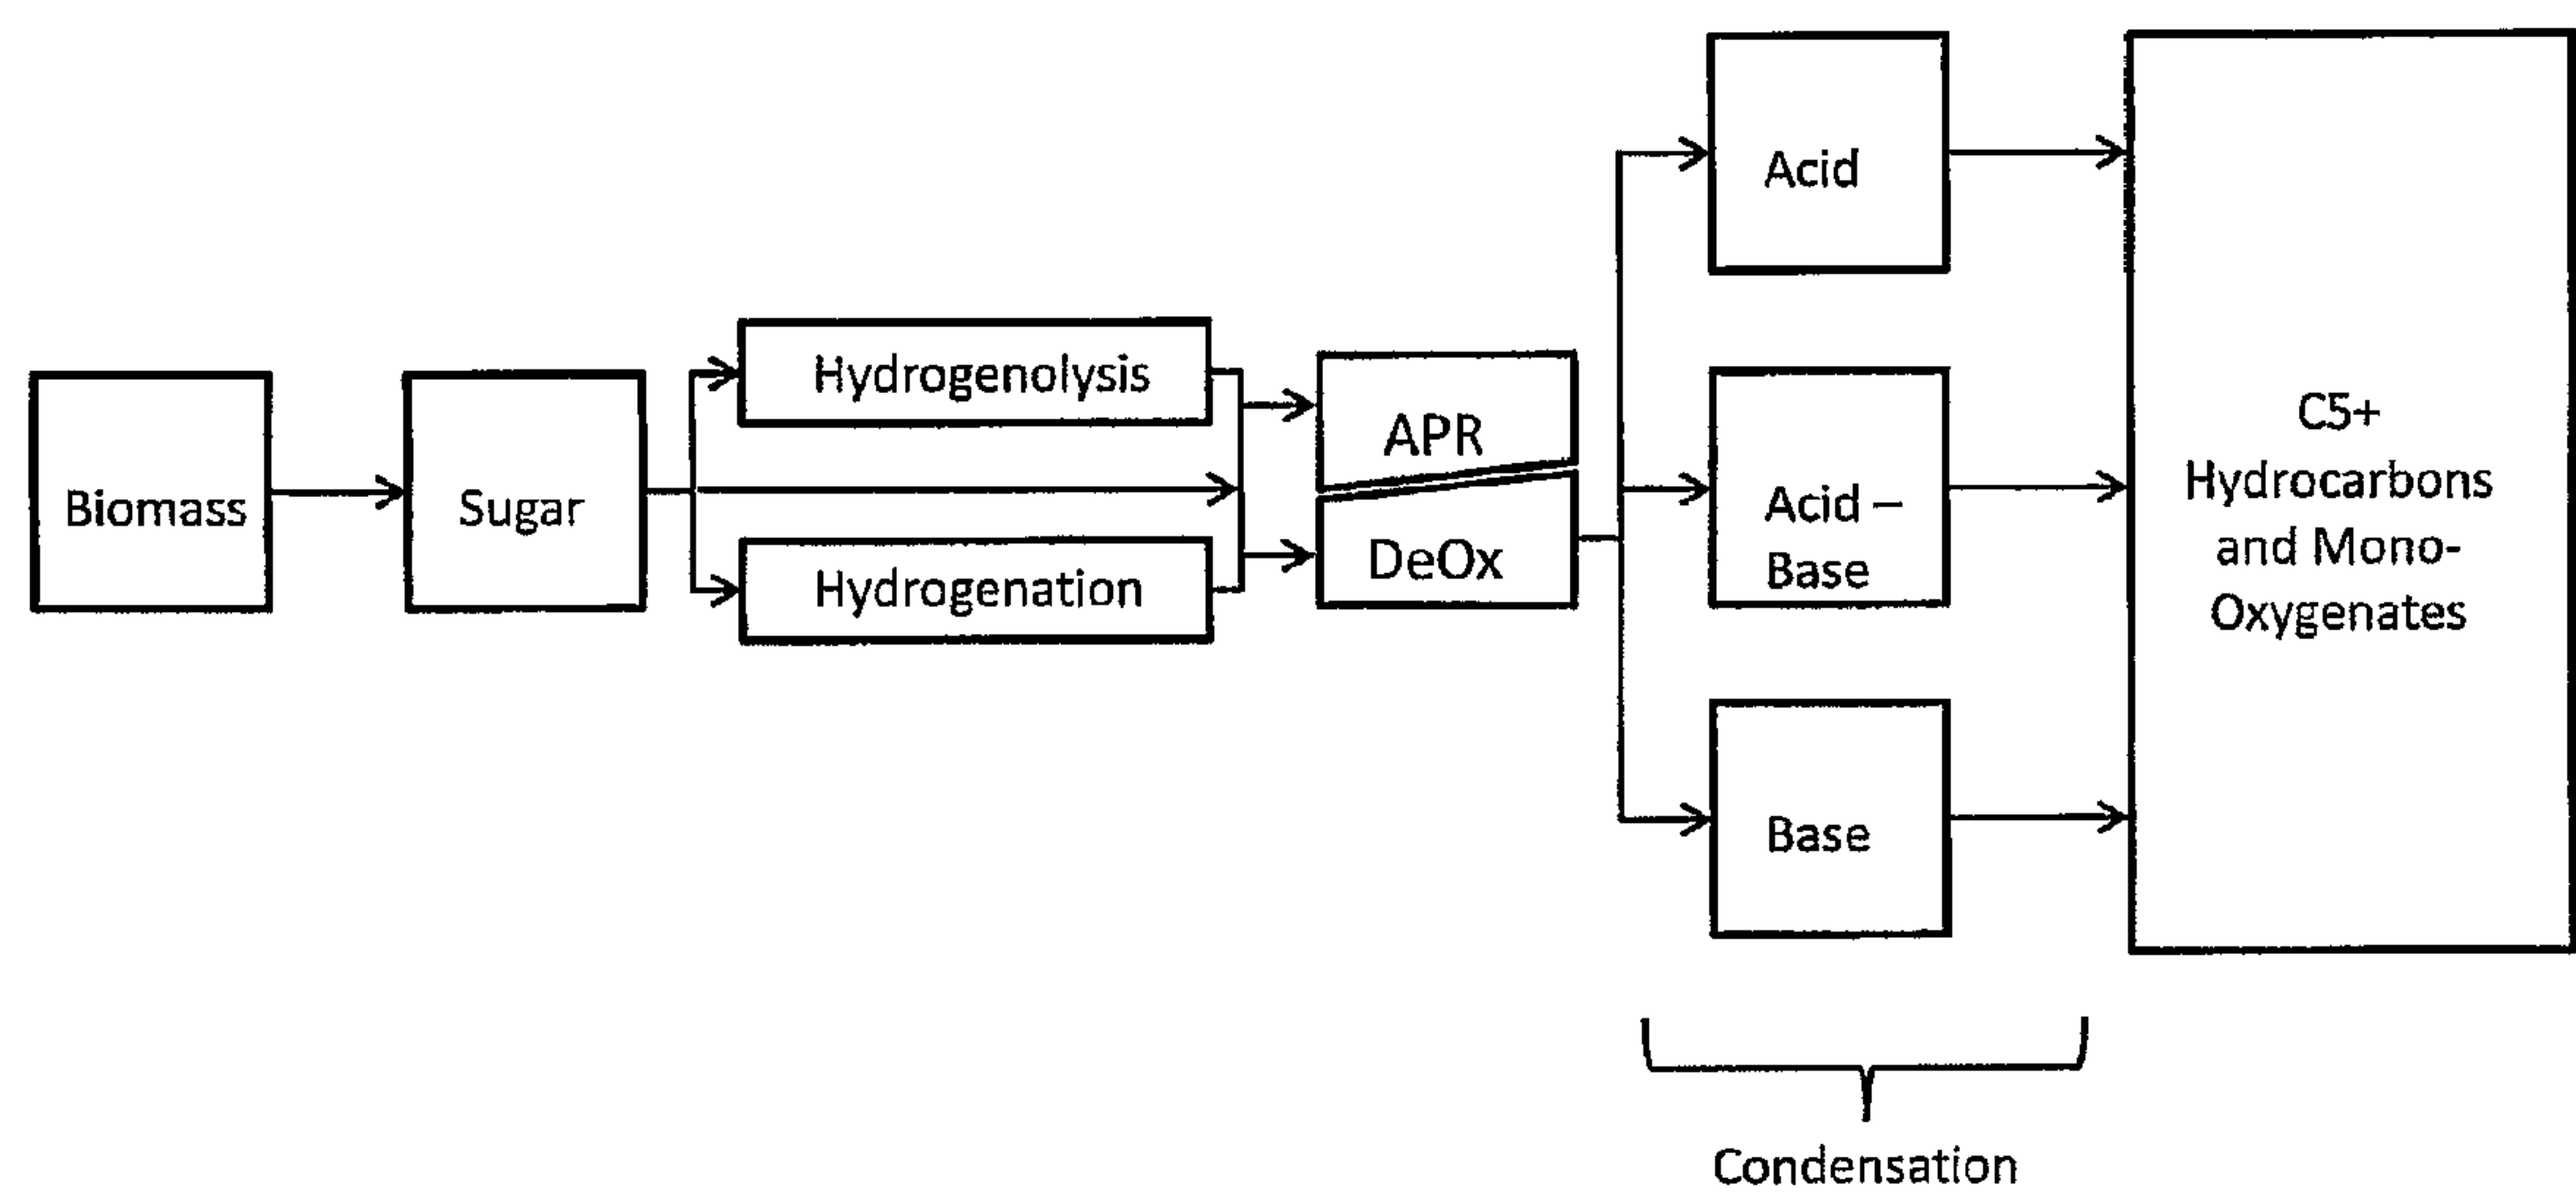 Biomass
Sugar
Hydrogenolysis
Hydrogenation
APR
DeOx
Acid
Acid –
Base
Base
C5+
Hydrocarbons
and Mono-
Oxygenates
Condensation